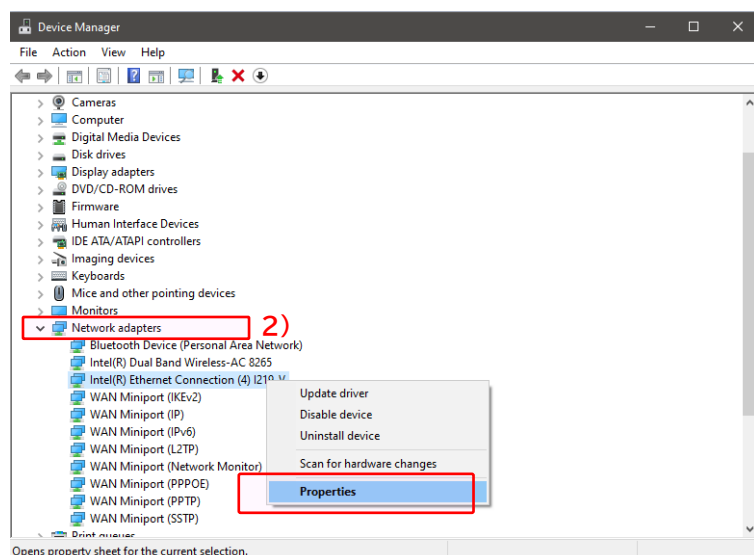 Device Manager
File Action View Help
Cameras
Computer
Digital Media Devices
Disk drives
Display adapters
DVD/CD-ROM drives
Firmware
Human Interface Devices
IDE ATA/ATAPI controllers
Imaging devices
Keyboards
Mice and other pointing devices
Monitors
Network adapters 2)
Bluetooth Device (Personal Area Network)
Intel(R) Dual Band Wireless-AC 8265
Intel(R) Ethernet Connection (4) I219-V
WAN Miniport (IKEv2)
WAN Miniport (IP)
WAN Miniport (IPv6)
WAN Miniport (L2TP)
WAN Miniport (Network Monitor)
WAN Miniport (PPPOE)
WAN Miniport (PPTP)
WAN Miniport (SSTP)
Print queues
Update driver
Disable device
Uninstall device
Scan for hardware changes
Properties
Opens property sheet for the current selection.